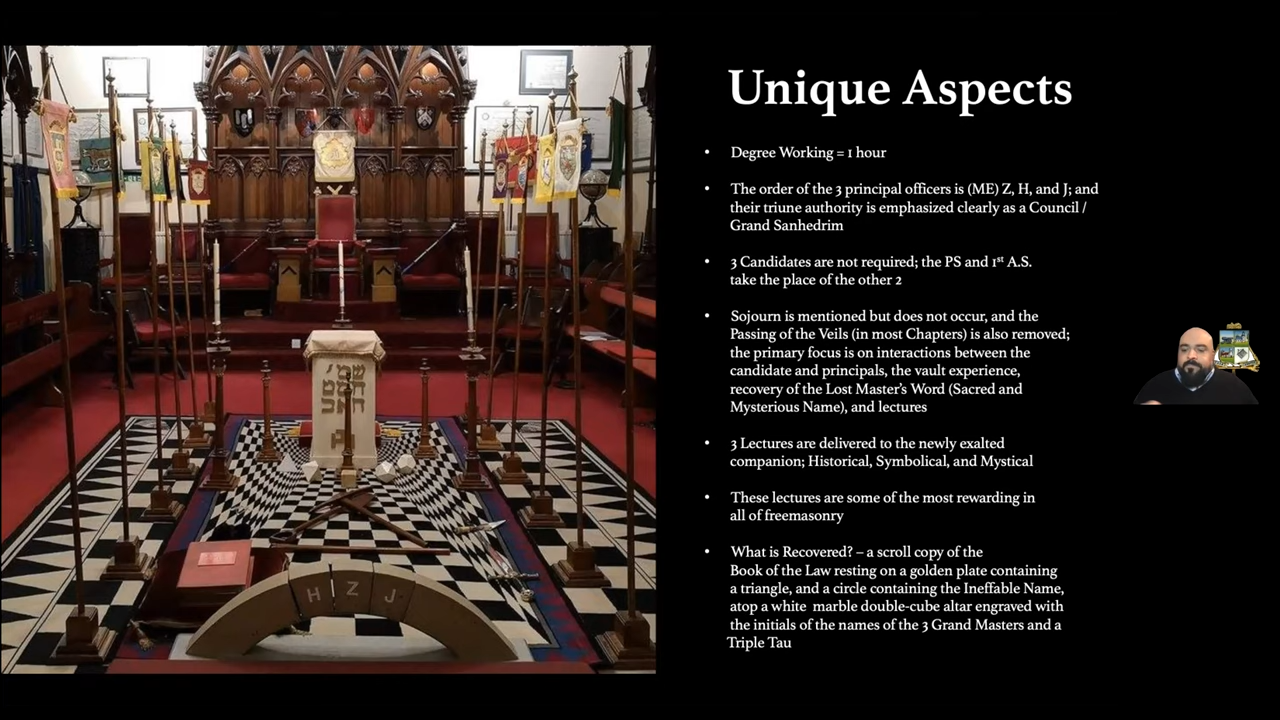 Unique Aspects
• Degree Working = 1 hour
• The order of the 3 principal officers is (ME) Z, H, and J; and
their triune authority is emphasized clearly as a Council /
Grand Sanhedrim
• 3 Candidates are not required; the PS and 1st A.S.
take the place of the other 2
• Sojourn is mentioned but does not occur, and the
Passing of the Veils (in most Chapters) is also removed;
the primary focus is on interactions between the
candidate and principals, the vault experience,
recovery of the Lost Master's Word (Sacred and
Mysterious Name), and lectures
• 3 Lectures are delivered to the newly exalted
companion; Historical, Symbolical, and Mystical
• These lectures are some of the most rewarding in
all of freemasonry
• What is Recovered? – a scroll copy of the
Book of the Law resting on a golden plate containing
a triangle, and a circle containing the Ineffable Name,
atop a white marble double-cube altar engraved with
the initials of the names of the 3 Grand Masters and a
Triple Tau
H Z J